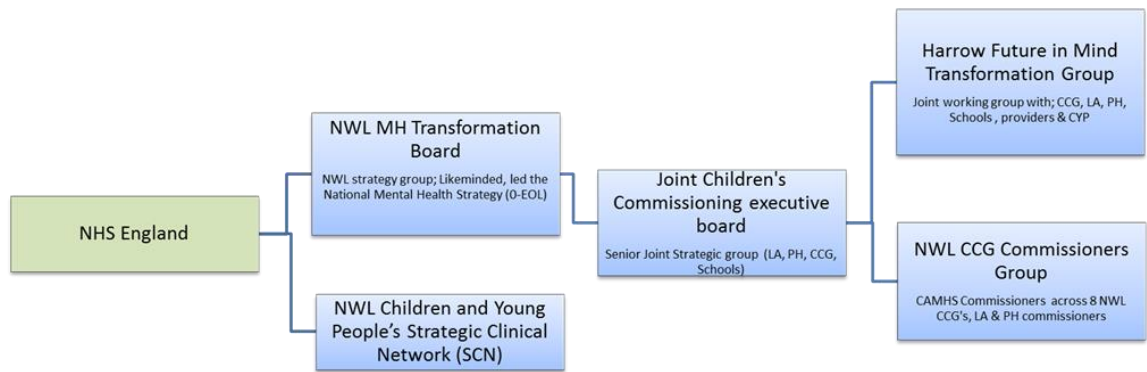 NHS England
NWL MH Transformation
Board
NWL strategy group; Likeminded, led the
National Mental Health Strategy (0-EOL)
NWL Children and Young
People’s Strategic Clinical
Network (SCN)
Joint Children's
Commissioning executive
board
Senior Joint Strategic group (LA, PH, CCG,
Schools)
Harrow Future in Mind
Transformation Group
Joint working group with; CCG, LA, PH,
Schools , providers & CYP
NWL CCG Commissioners
Group
CAMHS Commissioners across 8 NWL
CCG's, LA & PH commissioners